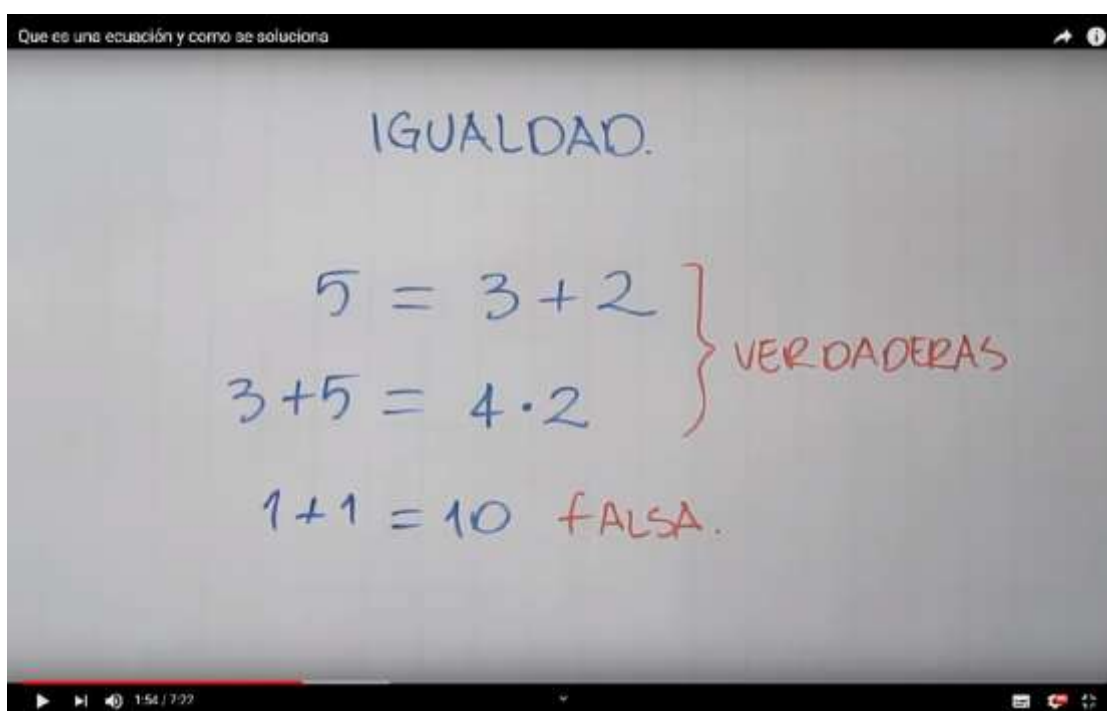 Que es una ecuación y como se soluciona
IGUALDAD.
5 = 3 + 2
3 + 5 = 4 · 2
VERDADERAS
1 + 1 = 10 fALSA.
1:54 / 7:22